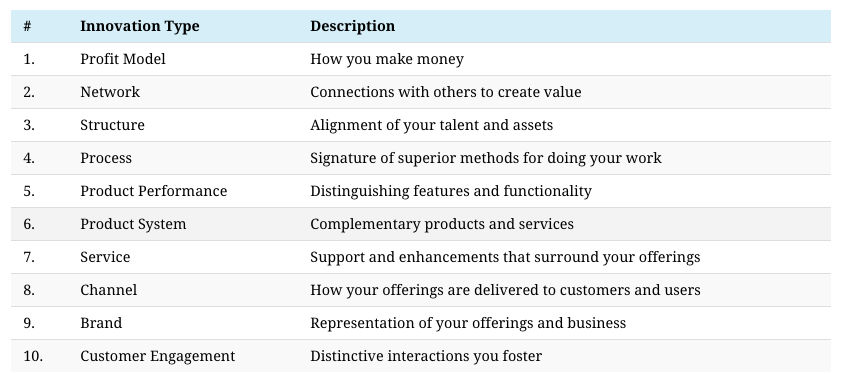 # Innovation Type Description
1. Profit Model How you make money
2. Network Connections with others to create value
3. Structure Alignment of your talent and assets
4. Process Signature of superior methods for doing your work
5. Product Performance Distinguishing features and functionality
6. Product System Complementary products and services
7. Service Support and enhancements that surround your offerings
8. Channel How your offerings are delivered to customers and users
9. Brand Representation of your offerings and business
10. Customer Engagement Distinctive interactions you foster